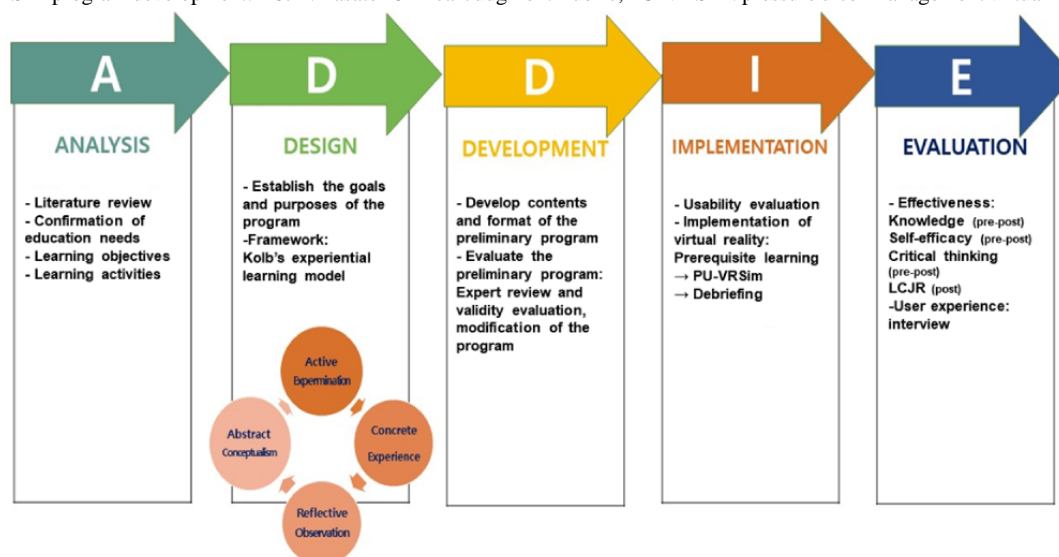 A
D
D
I
E
ANALYSIS
- Literature review
- Confirmation of
education needs
- Learning objectives
- Learning activities
DESIGN
- Establish the goals
and purposes of the
program
-Framework:
Kolb's experiential
learning model
Active
Expermination
Concrete
Experience
Reflective
Observation
Abstract
Conceptualism
DEVELOPMENT
- Develop contents
and format of the
preliminary program
- Evaluate the
preliminary program:
Expert review and
validity evaluation,
modification of the
program
IMPLEMENTATION
- Usability evaluation
- Implementation of
virtual reality:
Prerequisite learning
→ PU-VRSim
→ Debriefing
EVALUATION
- Effectiveness:
Knowledge (pre-post)
Self-efficacy (pre-post)
Critical thinking
(pre-post)
LCJR (post)
-User experience:
interview